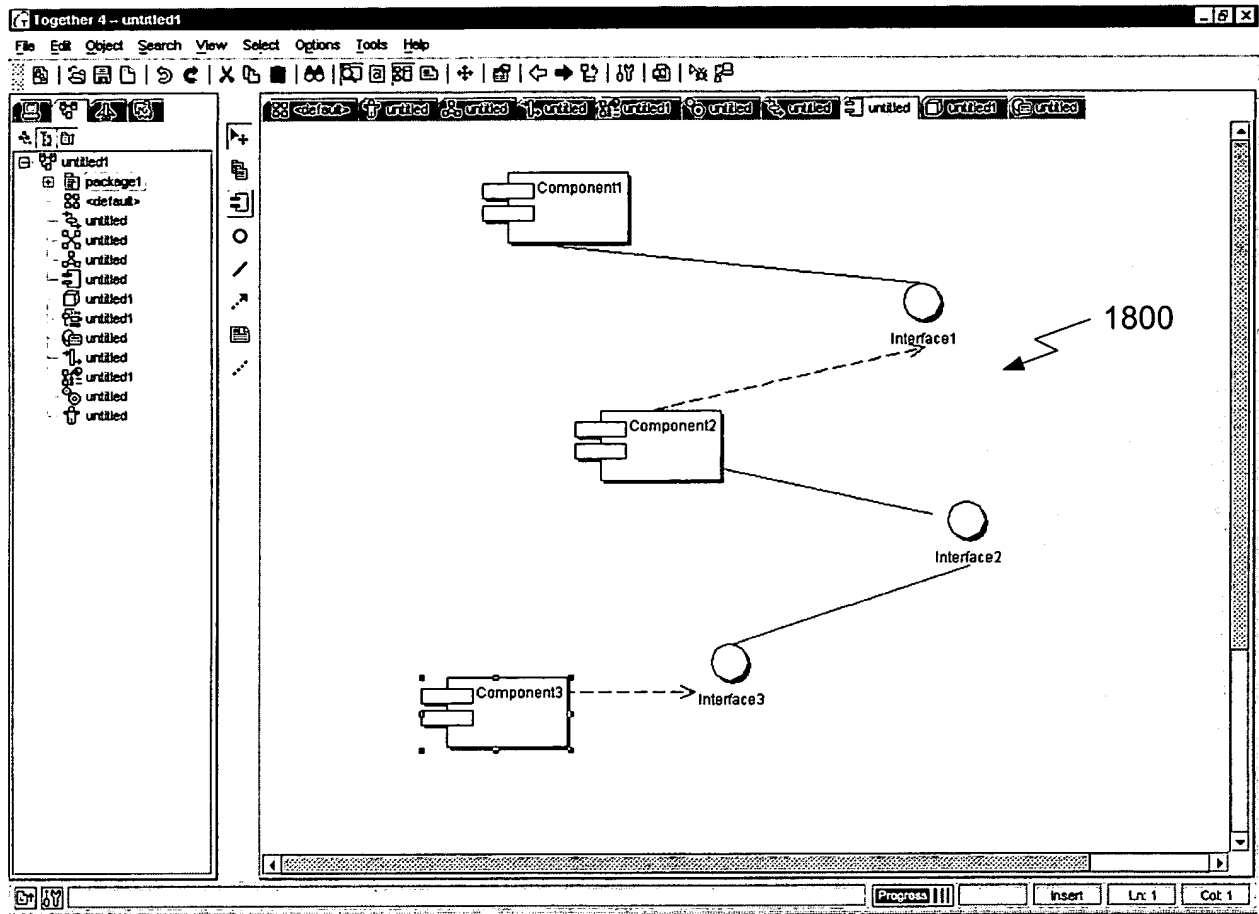 Together 4 – untitled1
File Edit Object Search View Select Options Tools Help
<default> untitled untitled untitled untitled1 untitled untitled untitled untitled1 untitled
untitled1
package1
<default>
untitled
untitled
untitled
untitled
untitled1
untitled1
untitled
untitled
untitled1
untitled
untitled
Component1
Interface1
1800
Component2
Interface2
Component3
Interface3
Progress Insert Ln: 1 Col: 1